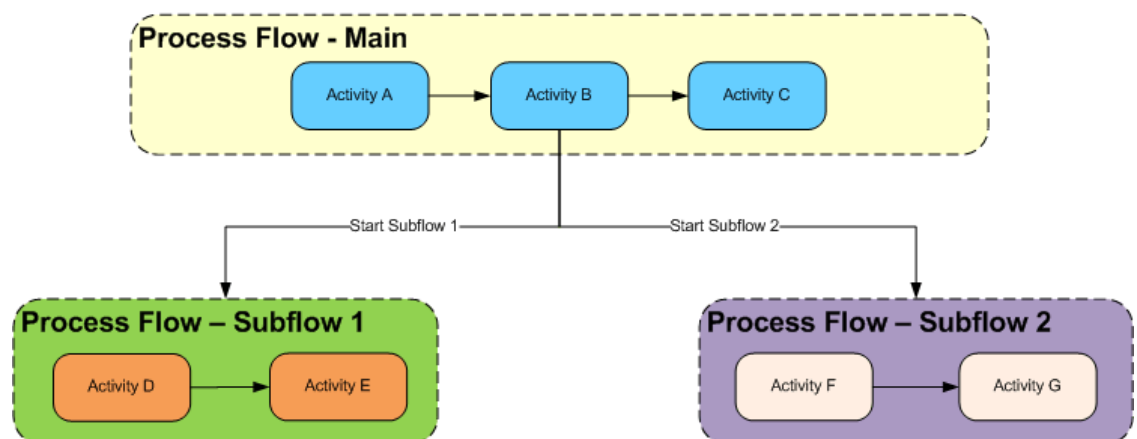 Process Flow - Main
Activity A
Activity B
Activity C
Start Subflow 1
Start Subflow 2
Process Flow – Subflow 1
Activity D
Activity E
Process Flow – Subflow 2
Activity F
Activity G